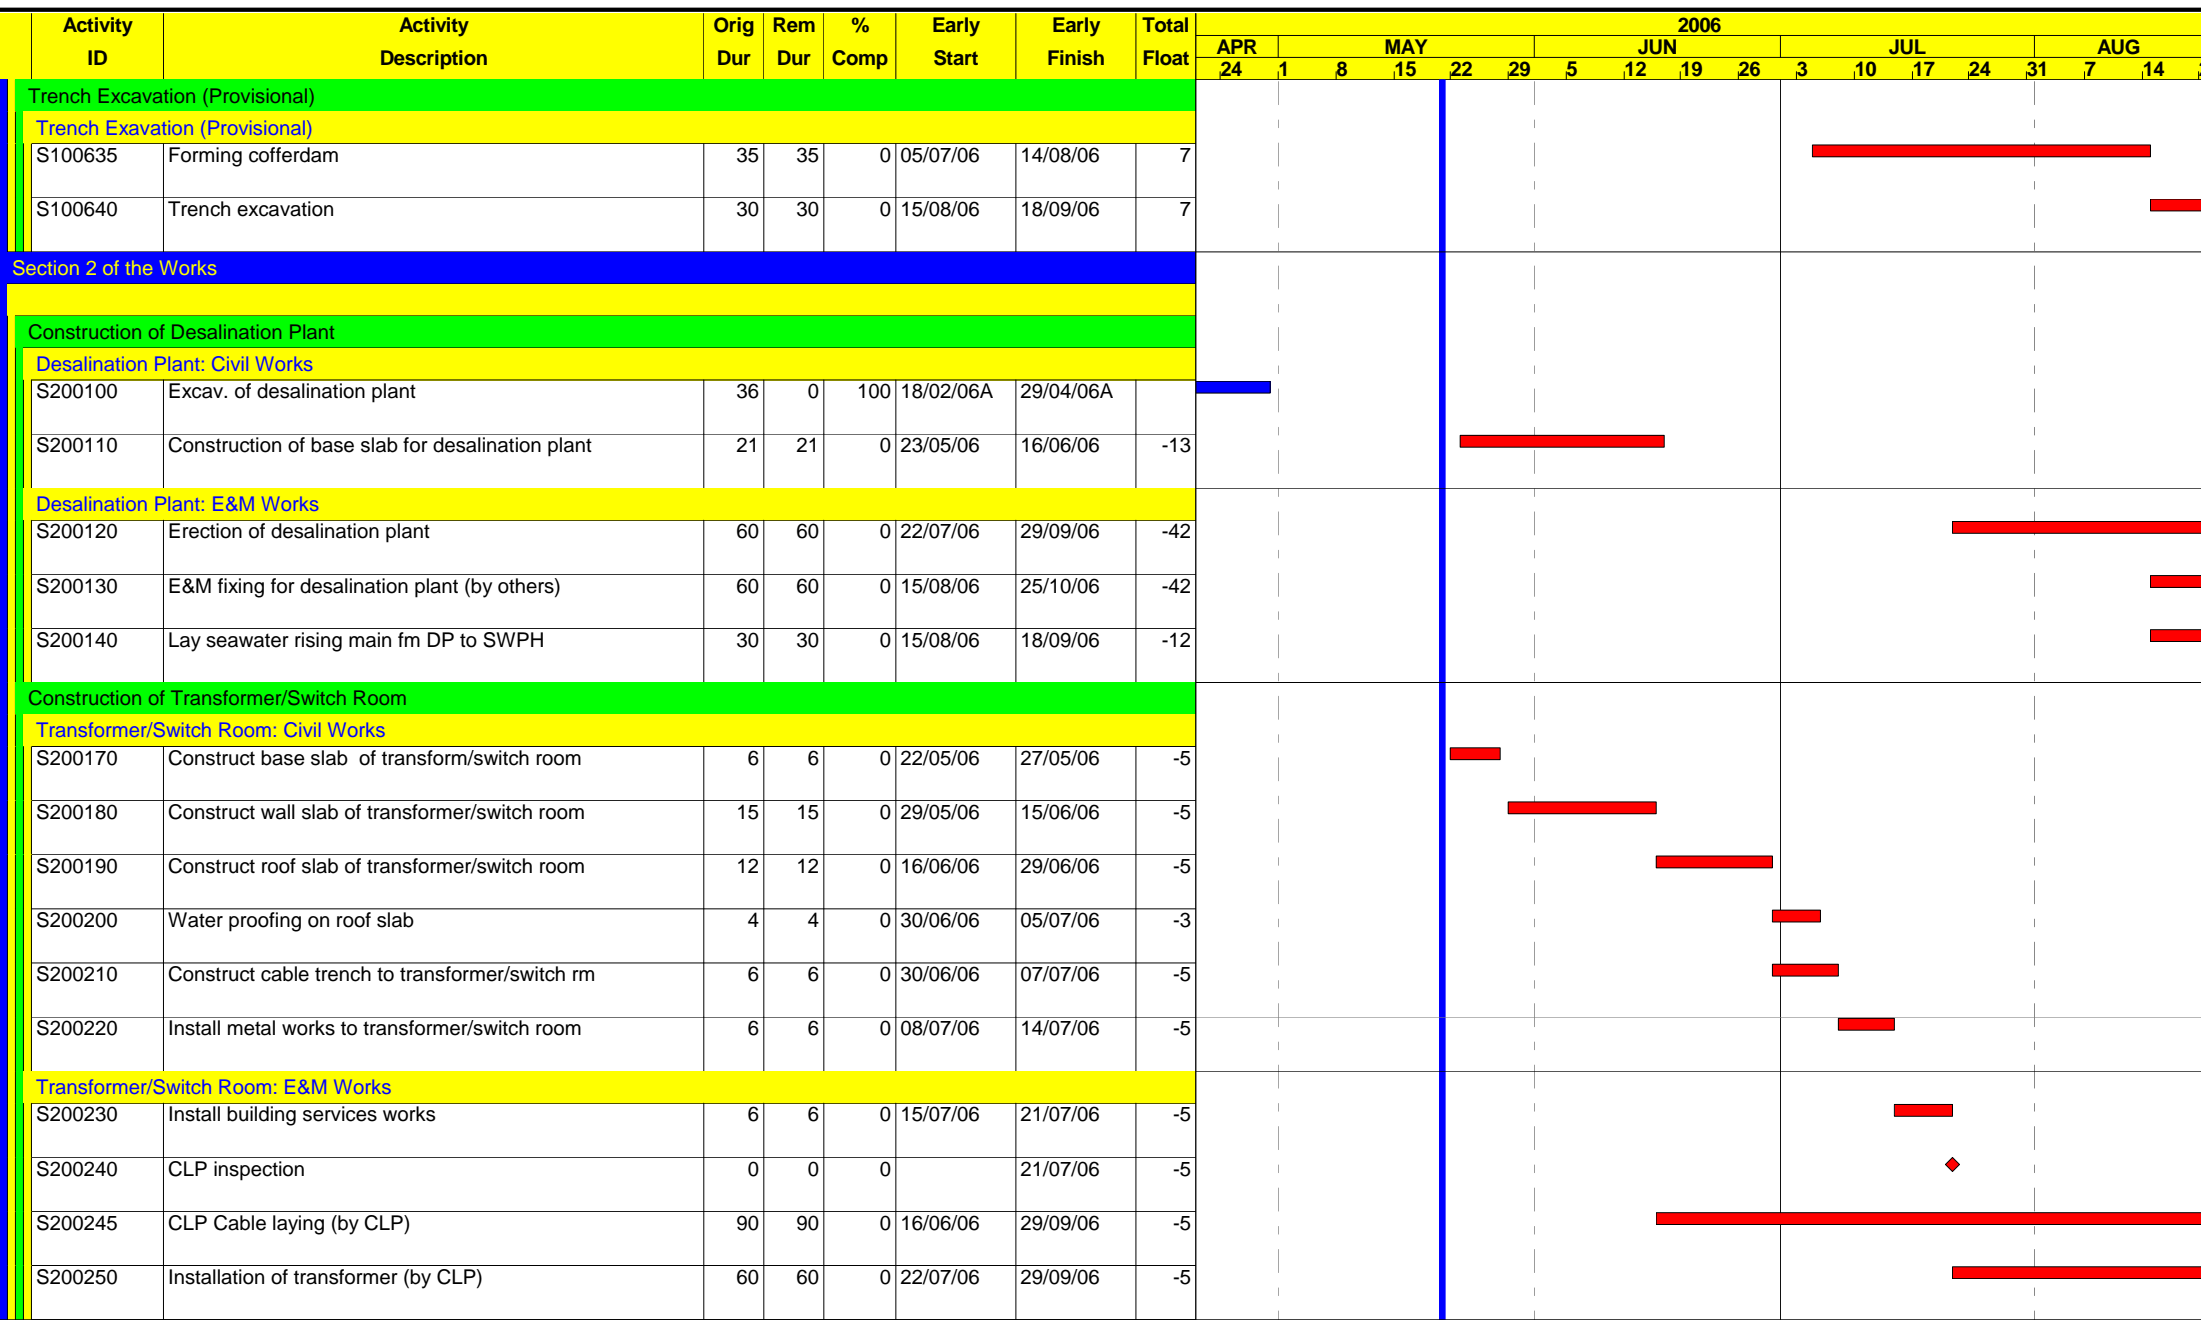 Activity Activity Orig Rem % Early Early Total 2006
ID Description Dur Dur Comp Start Finish Float APR MAY JUN JUL AUG
24 1 8 15 22 29 5 12 19 26 3 10 17 24 31 7 14
Trench Excavation (Provisional)
Trench Exavation (Provisional)
S100635 Forming cofferdam 35 35 0 05/07/06 14/08/06 7
S100640 Trench excavation 30 30 0 15/08/06 18/09/06 7
Section 2 of the Works
Construction of Desalination Plant
Desalination Plant: Civil Works
S200100 Excav. of desalination plant 36 0 100 18/02/06A 29/04/06A
S200110 Construction of base slab for desalination plant 21 21 0 23/05/06 16/06/06 -13
Desalination Plant: E&M Works
S200120 Erection of desalination plant 60 60 0 22/07/06 29/09/06 -42
S200130 E&M fixing for desalination plant (by others) 60 60 0 15/08/06 25/10/06 -42
S200140 Lay seawater rising main fm DP to SWPH 30 30 0 15/08/06 18/09/06 -12
Construction of Transformer/Switch Room
Transformer/Switch Room: Civil Works
S200170 Construct base slab of transform/switch room 6 6 0 22/05/06 27/05/06 -5
S200180 Construct wall slab of transformer/switch room 15 15 0 29/05/06 15/06/06 -5
S200190 Construct roof slab of transformer/switch room 12 12 0 16/06/06 29/06/06 -5
S200200 Water proofing on roof slab 4 4 0 30/06/06 05/07/06 -3
S200210 Construct cable trench to transformer/switch rm 6 6 0 30/06/06 07/07/06 -5
S200220 Install metal works to transformer/switch room 6 6 0 08/07/06 14/07/06 -5
Transformer/Switch Room: E&M Works
S200230 Install building services works 6 6 0 15/07/06 21/07/06 -5
S200240 CLP inspection 0 0 0 21/07/06 -5
S200245 CLP Cable laying (by CLP) 90 90 0 16/06/06 29/09/06 -5
S200250 Installation of transformer (by CLP) 60 60 0 22/07/06 29/09/06 -5